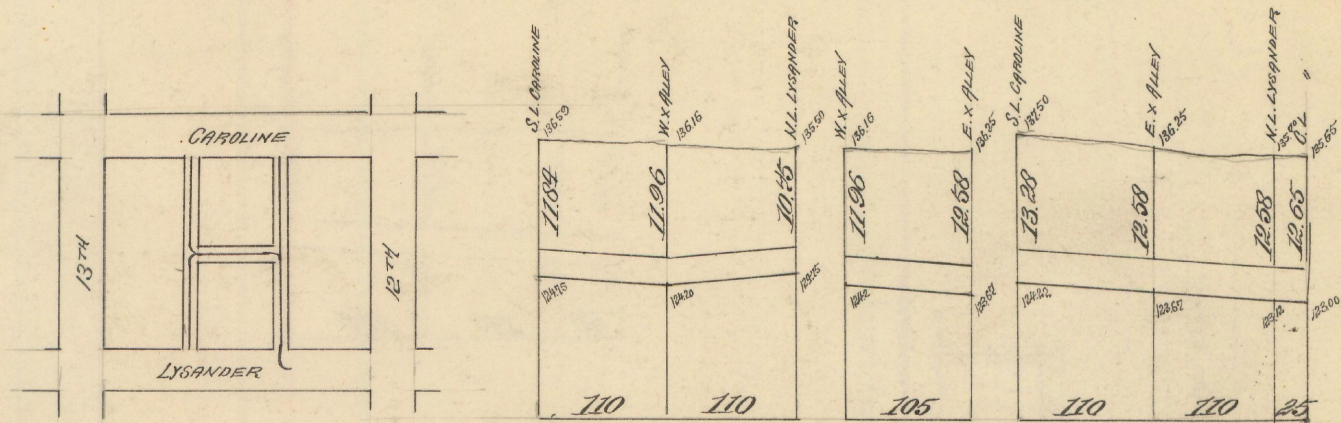 CAROLINE
13TH
12TH
LYSANDER
S.L. CAROLINE
136.59
W. X ALLEY
136.16
N.L. LYSANDER
135.50
11.84
11.96
10.45
124.75
124.20
110
110
W. X ALLEY
136.16
E. X ALLEY
136.25
11.96
12.58
124.2
123.67
105
S.L. CAROLINE
137.50
E. X ALLEY
136.25
N.L. LYSANDER
135.70
C.L. "
135.65
13.28
12.58
12.58
12.65
124.22
123.67
123.12
123.00
110
110
25